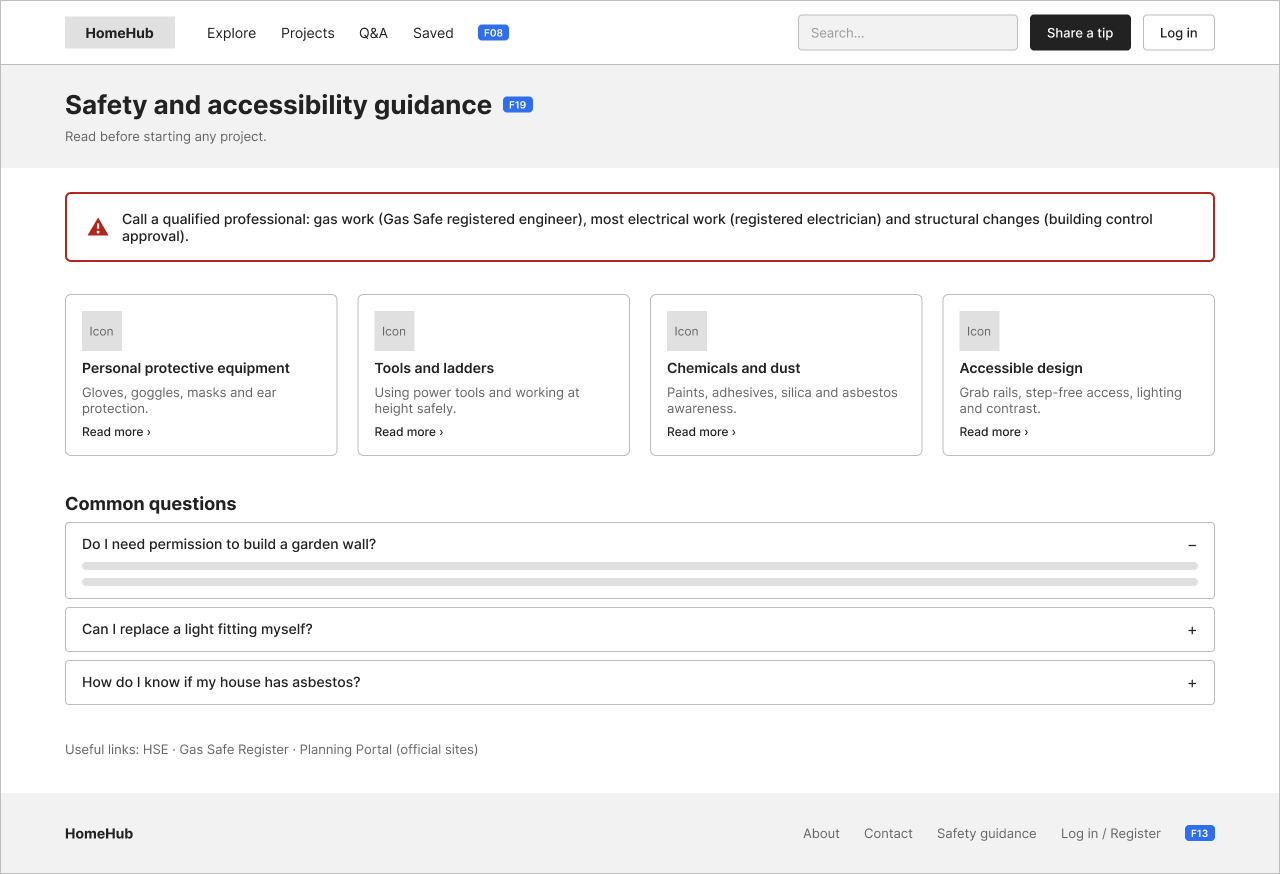 HomeHub
Explore
Projects
Q&A
Saved
F08
Search...
Share a tip
Log in
Safety and accessibility guidance
F19
Read before starting any project.
Call a qualified professional: gas work (Gas Safe registered engineer), most electrical work (registered electrician) and structural changes (building control
approval).
Icon
Personal protective equipment
Gloves, goggles, masks and ear
protection.
Read more ›
Icon
Tools and ladders
Using power tools and working at
height safely.
Read more ›
Icon
Chemicals and dust
Paints, adhesives, silica and asbestos
awareness.
Read more ›
Icon
Accessible design
Grab rails, step-free access, lighting
and contrast.
Read more ›
Common questions
Do I need permission to build a garden wall?
–
Can I replace a light fitting myself?
+
How do I know if my house has asbestos?
+
Useful links: HSE · Gas Safe Register · Planning Portal (official sites)
HomeHub
About
Contact
Safety guidance
Log in / Register
F13